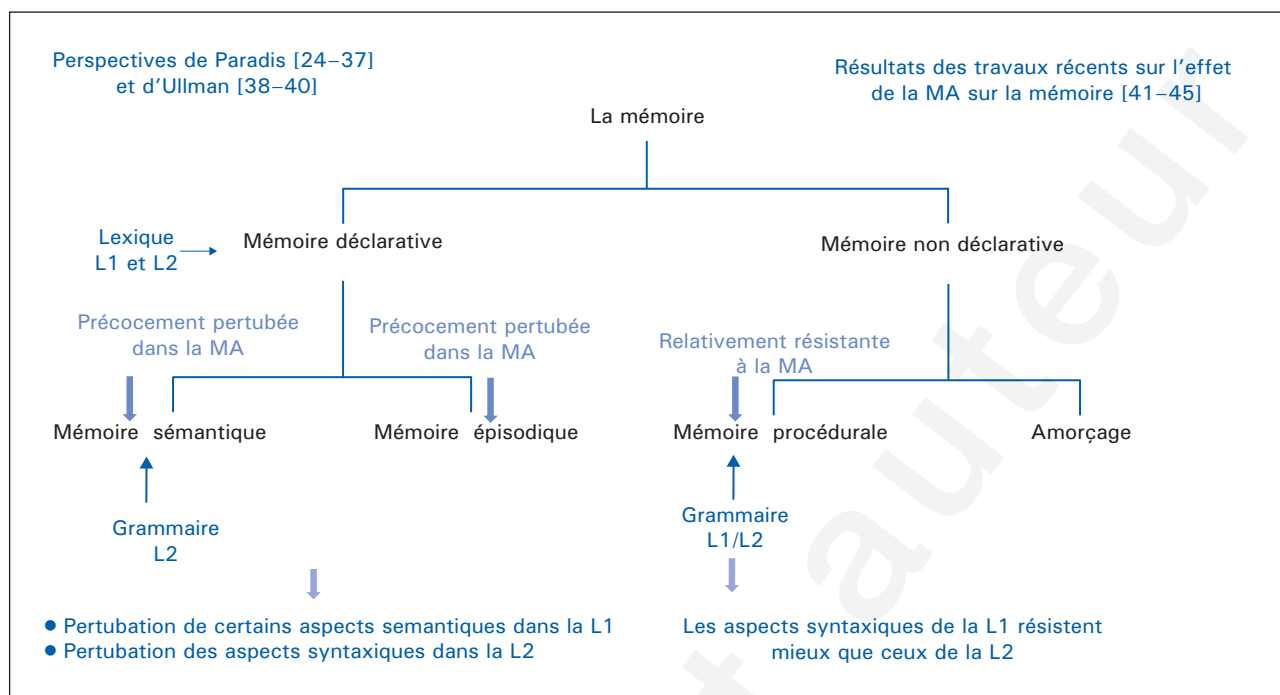 Perspectives de Paradis [24–37]
et d'Ullman [38–40]
Résultats des travaux récents sur l'effet
de la MA sur la mémoire [41–45]
La mémoire
Lexique
L1 et L2
Mémoire déclarative
Mémoire non déclarative
Précocement pertubée
dans la MA
Précocement pertubée
dans la MA
Relativement résistante
à la MA
Mémoire sémantique
Mémoire épisodique
Mémoire procédurale
Amorçage
Grammaire
L2
Grammaire
L1/L2
● Pertubation de certains aspects semantiques dans la L1
● Pertubation des aspects syntaxiques dans la L2
Les aspects syntaxiques de la L1 résistent
mieux que ceux de la L2
t auteur